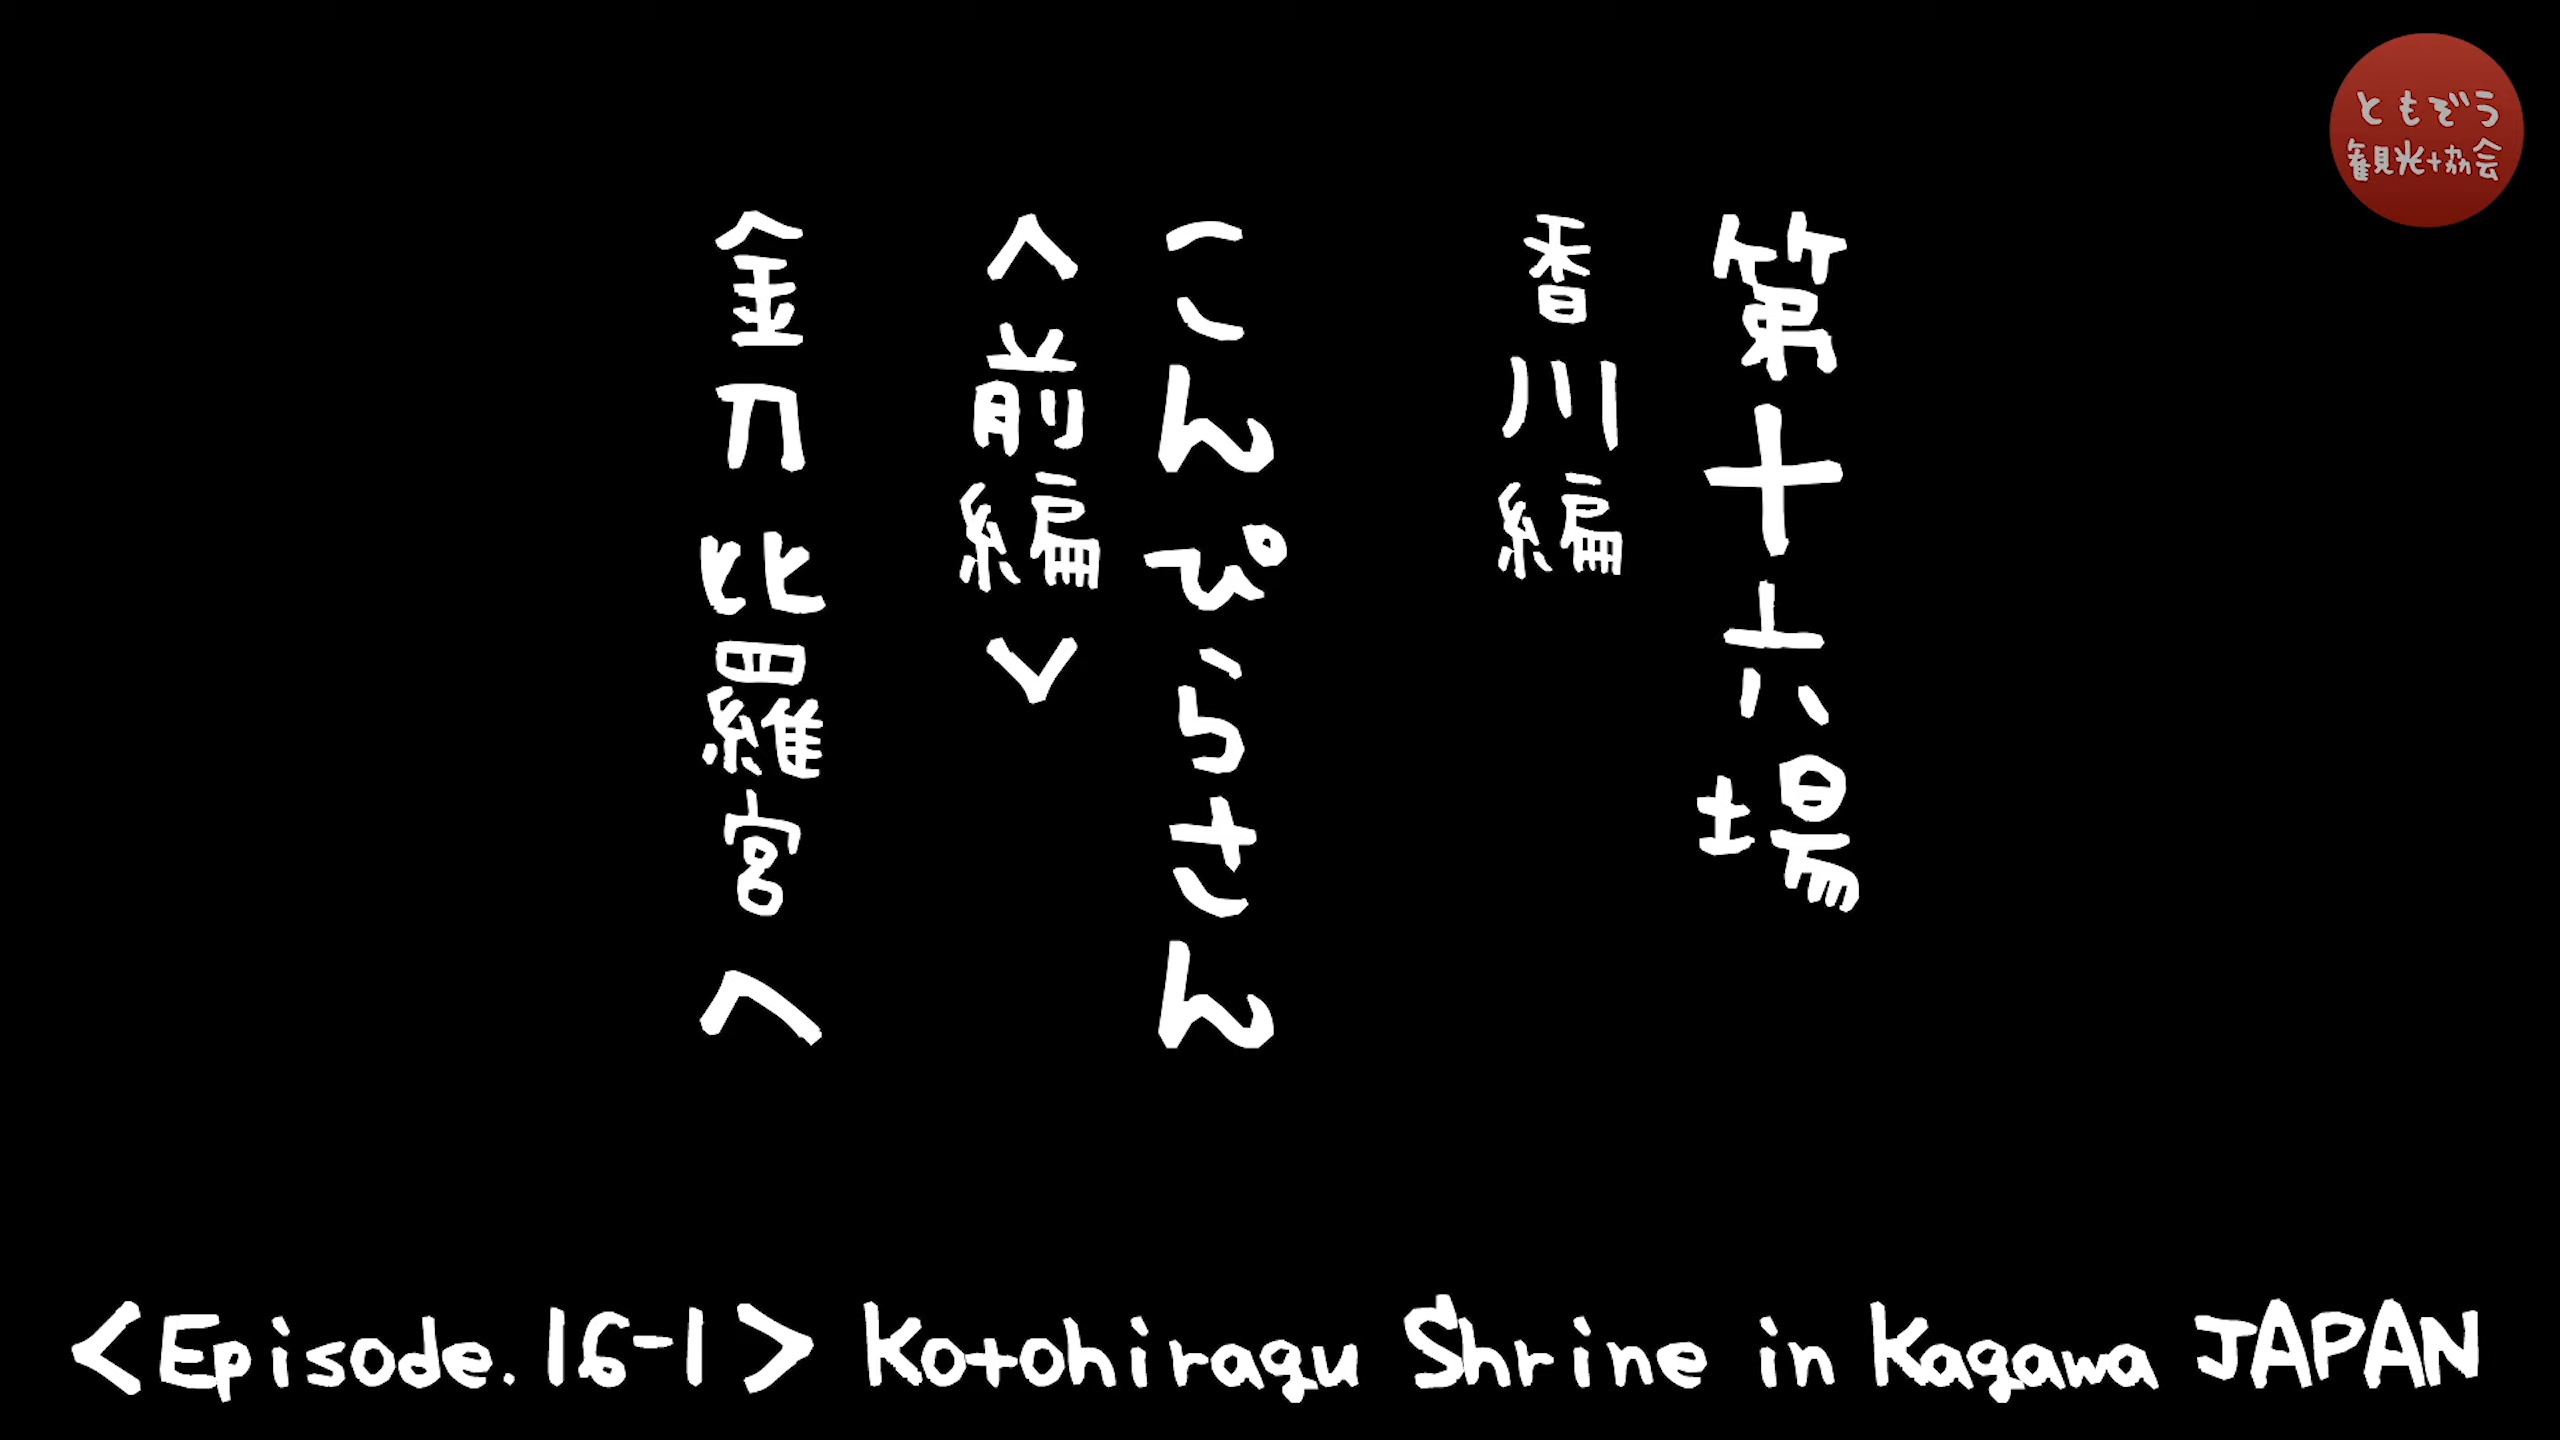 第十六場
香川編
こんぴらさん
<前編>
金刀比羅宮へ
<Episode.16-1> Kotohiragu Shrine in Kagawa JAPAN
ともぞう
観光協会